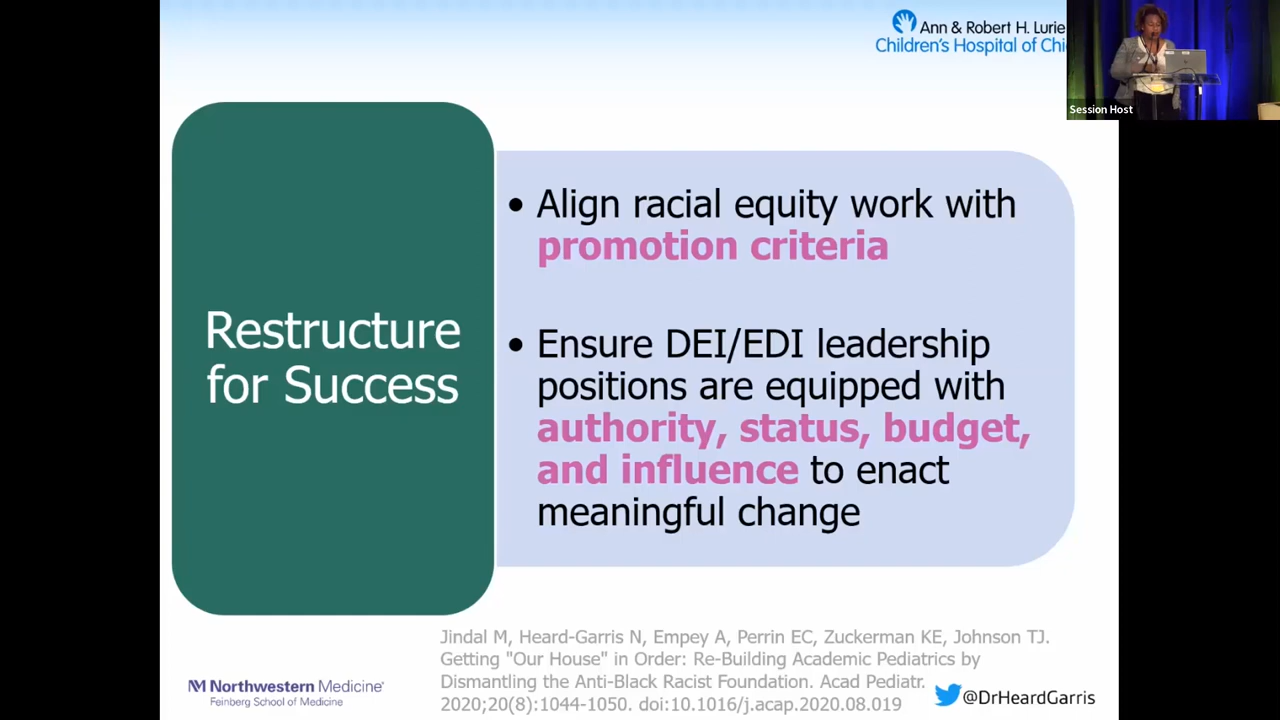 Ann & Robert H. Lurie
Children's Hospital of Chi
Session Host
Restructure
for Success
• Align racial equity work with
promotion criteria
• Ensure DEI/EDI leadership
positions are equipped with
authority, status, budget,
and influence to enact
meaningful change
Jindal M, Heard-Garris N, Empey A, Perrin EC, Zuckerman KE, Johnson TJ.
Getting "Our House" in Order: Re-Building Academic Pediatrics by
Dismantling the Anti-Black Racist Foundation. Acad Pediatr.
2020;20(8):1044-1050. doi:10.1016/j.acap.2020.08.019
Northwestern Medicine®
Feinberg School of Medicine
@DrHeardGarris